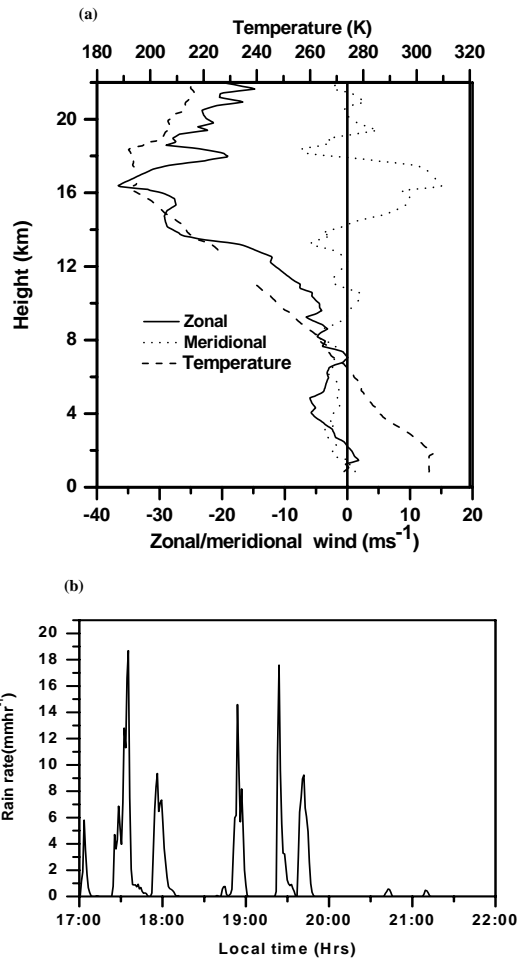 (a)
Temperature (K)
180 200 220 240 260 280 300 320
20
16
12
8
4
0
Height (km)
Zonal
Meridional
Temperature
-40 -30 -20 -10 0 10 20
Zonal/meridional wind (ms-1)
(b)
20
18
16
14
12
10
8
6
4
2
0
Rain rate(mmhr-1)
17:00 18:00 19:00 20:00 21:00 22:00
Local time (Hrs)